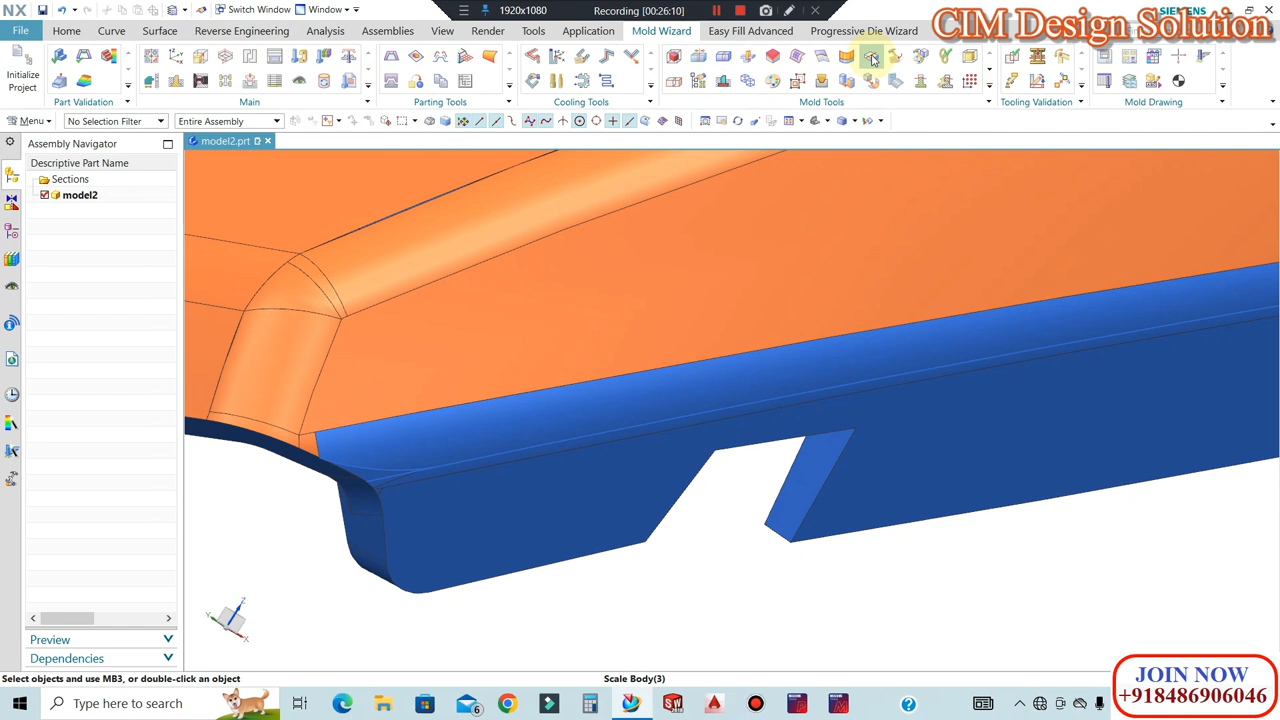 NX
Switch Window
Window
1920x1080
Recording [00:26:10]
SIEMENS
CIM Design Solution
File
Home
Curve
Surface
Reverse Engineering
Analysis
Assemblies
View
Render
Tools
Application
Mold Wizard
Easy Fill Advanced
Progressive Die Wizard
Initialize
Project
Part Validation
Main
Parting Tools
Cooling Tools
Mold Tools
Tooling Validation
Mold Drawing
Menu
No Selection Filter
Entire Assembly
Assembly Navigator
model2.prt
Descriptive Part Name
Sections
model2
Z
Y
X
Preview
Dependencies
Select objects and use MB3, or double-click an object
Scale Body(3)
JOIN NOW
+918486906046
Type here to search
6